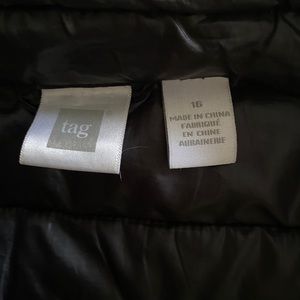 tag
16
MADE IN CHINA
FABRIQUÉ
EN CHINE